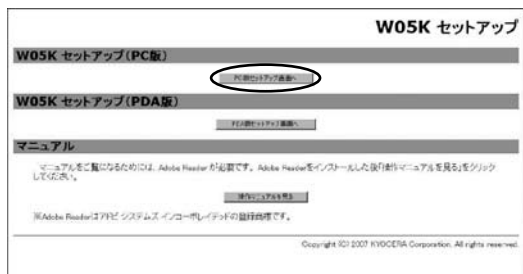 W05K セットアップ
W05K セットアップ(PC版)
PC版セットアップ画面へ
W05K セットアップ(PDA版)
PDA版セットアップ画面へ
マニュアル
マニュアルをご覧になるためには、Adobe Reader が必要です。Adobe Readerをインストールした後「操作マニュアルを見る」をクリック
してください。
操作マニュアルを見る
※Adobe Readerはアドビ システムズ インコーポレイテッドの登録商標です。
Copyright (C) 2007 KYOCERA Corporation. All rights reserved.